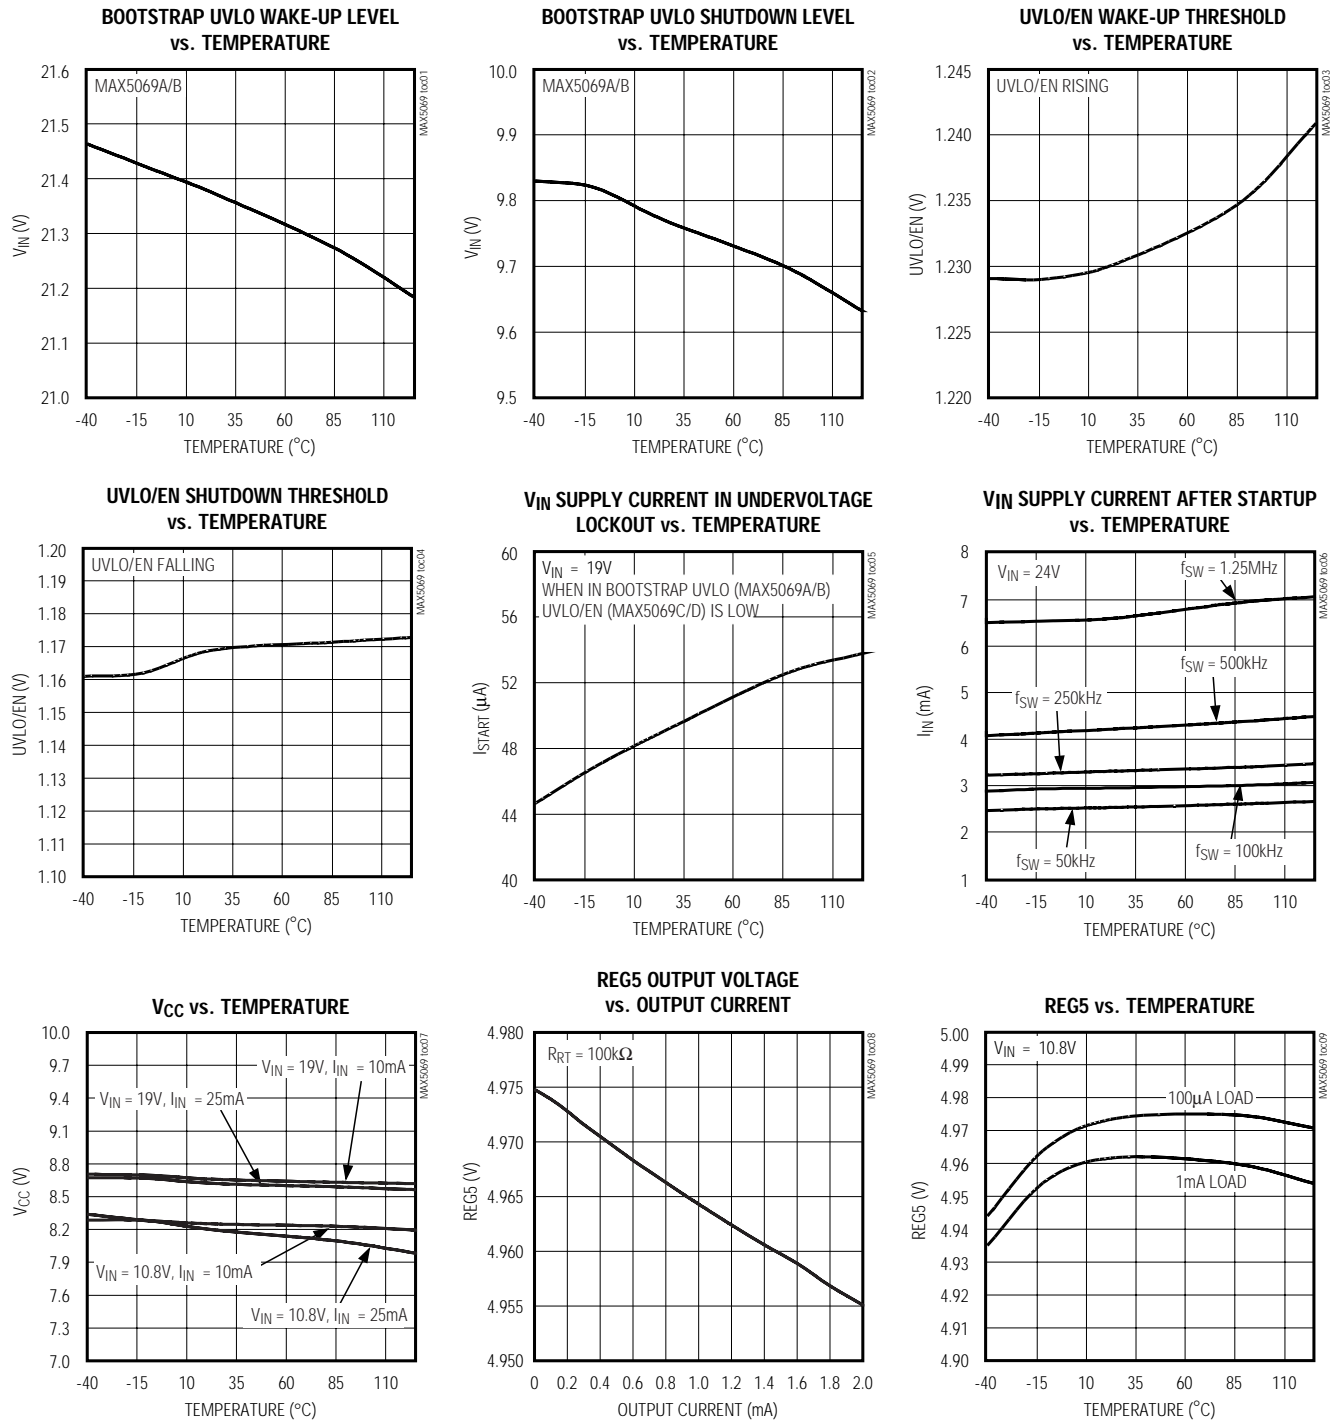 BOOTSTRAP UVLO WAKE-UP LEVEL
vs. TEMPERATURE
MAX5069 toc01
MAX5069A/B
21.6
21.5
21.4
21.3
21.2
21.1
21.0
VIN (V)
-40 -15 10 35 60 85 110
TEMPERATURE (°C)
BOOTSTRAP UVLO SHUTDOWN LEVEL
vs. TEMPERATURE
MAX5069 toc02
MAX5069A/B
10.0
9.9
9.8
9.7
9.6
9.5
VIN (V)
-40 -15 10 35 60 85 110
TEMPERATURE (°C)
UVLO/EN WAKE-UP THRESHOLD
vs. TEMPERATURE
MAX5069 toc03
UVLO/EN RISING
1.245
1.240
1.235
1.230
1.225
1.220
UVLO/EN (V)
-40 -15 10 35 60 85 110
TEMPERATURE (°C)
UVLO/EN SHUTDOWN THRESHOLD
vs. TEMPERATURE
MAX5069 toc04
UVLO/EN FALLING
1.20
1.19
1.18
1.17
1.16
1.15
1.14
1.13
1.12
1.11
1.10
UVLO/EN (V)
-40 -15 10 35 60 85 110
TEMPERATURE (°C)
VIN SUPPLY CURRENT IN UNDERVOLTAGE
LOCKOUT vs. TEMPERATURE
MAX5069 toc05
VIN = 19V
WHEN IN BOOTSTRAP UVLO (MAX5069A/B)
UVLO/EN (MAX5069C/D) IS LOW
60
56
52
48
44
40
ISTART (µA)
-40 -15 10 35 60 85 110
TEMPERATURE (°C)
VIN SUPPLY CURRENT AFTER STARTUP
vs. TEMPERATURE
MAX5069 toc06
VIN = 24V
fSW = 1.25MHz
fSW = 500kHz
fSW = 250kHz
fSW = 100kHz
fSW = 50kHz
8
7
6
5
4
3
2
1
IIN (mA)
-40 -15 10 35 60 85 110
TEMPERATURE (°C)
VCC vs. TEMPERATURE
MAX5069 toc07
VIN = 19V, IIN = 10mA
VIN = 19V, IIN = 25mA
VIN = 10.8V, IIN = 10mA
VIN = 10.8V, IIN = 25mA
10.0
9.7
9.4
9.1
8.8
8.5
8.2
7.9
7.6
7.3
7.0
VCC (V)
-40 -15 10 35 60 85 110
TEMPERATURE (°C)
REG5 OUTPUT VOLTAGE
vs. OUTPUT CURRENT
MAX5069 toc08
RRT = 100kΩ
4.980
4.975
4.970
4.965
4.960
4.955
4.950
REG5 (V)
0 0.2 0.4 0.6 0.8 1.0 1.2 1.4 1.6 1.8 2.0
OUTPUT CURRENT (mA)
REG5 vs. TEMPERATURE
MAX5069 toc09
VIN = 10.8V
100µA LOAD
1mA LOAD
5.00
4.99
4.98
4.97
4.96
4.95
4.94
4.93
4.92
4.91
4.90
REG5 (V)
-40 -15 10 35 60 85 110
TEMPERATURE (°C)